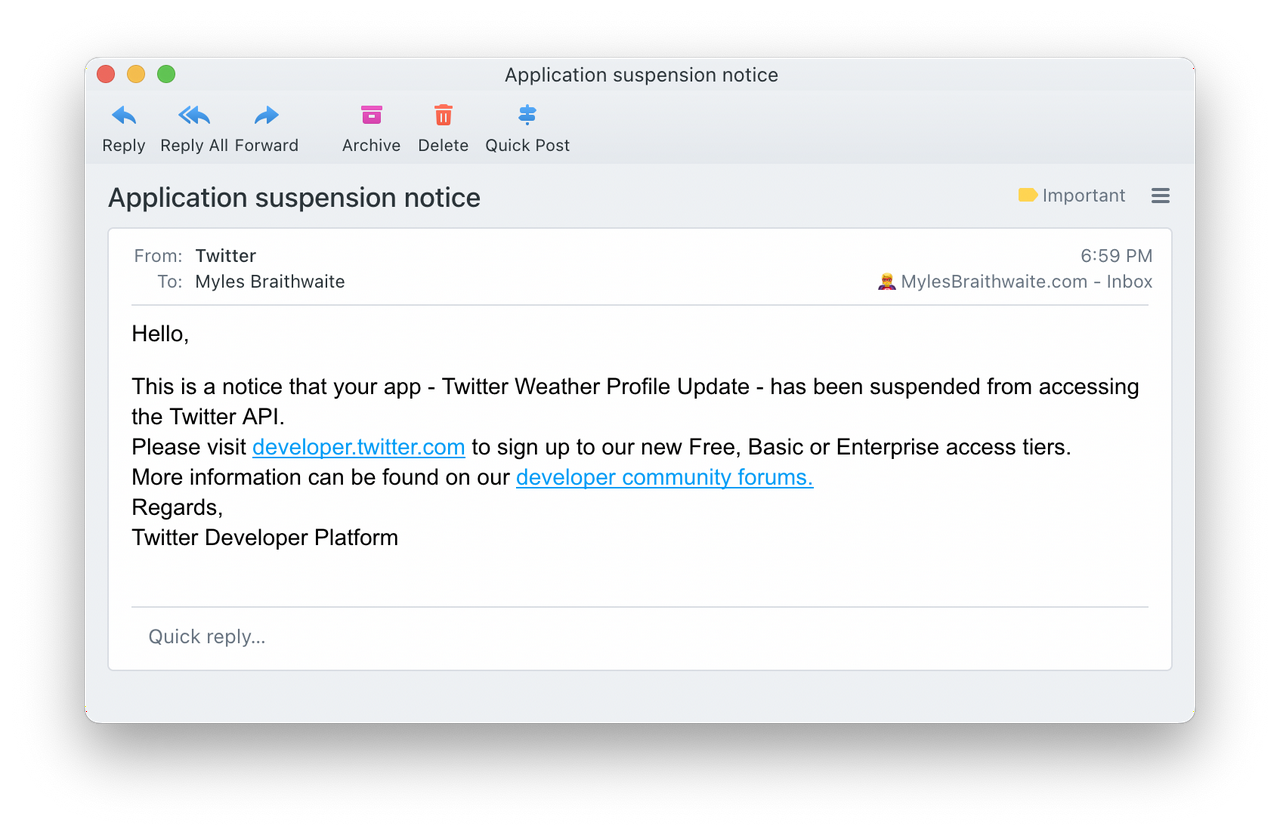 Application suspension notice
Reply Reply All Forward Archive Delete Quick Post
Application suspension notice Important
From: Twitter 6:59 PM
To: Myles Braithwaite MylesBraithwaite.com - Inbox
Hello,
This is a notice that your app - Twitter Weather Profile Update - has been suspended from accessing
the Twitter API.
Please visit developer.twitter.com to sign up to our new Free, Basic or Enterprise access tiers.
More information can be found on our developer community forums.
Regards,
Twitter Developer Platform
Quick reply...